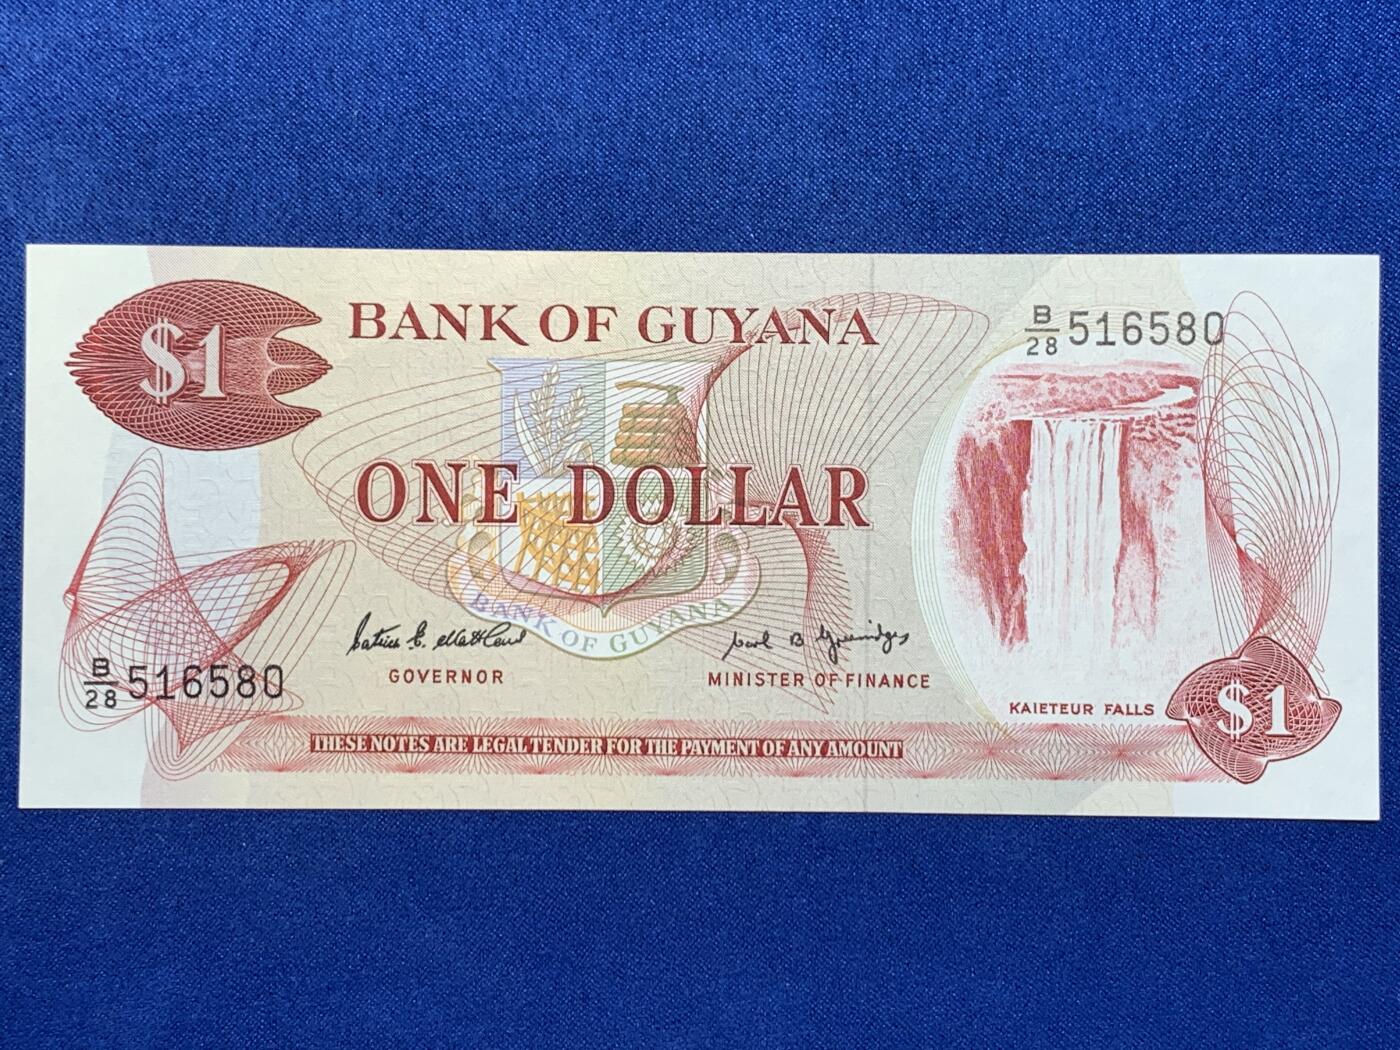 $1
BANK OF GUYANA
B/28 516580
ONE DOLLAR
BANK OF GUYANA
GOVERNOR
MINISTER OF FINANCE
B/28 516580
KAIETEUR FALLS
$1
THESE NOTES ARE LEGAL TENDER FOR THE PAYMENT OF ANY AMOUNT